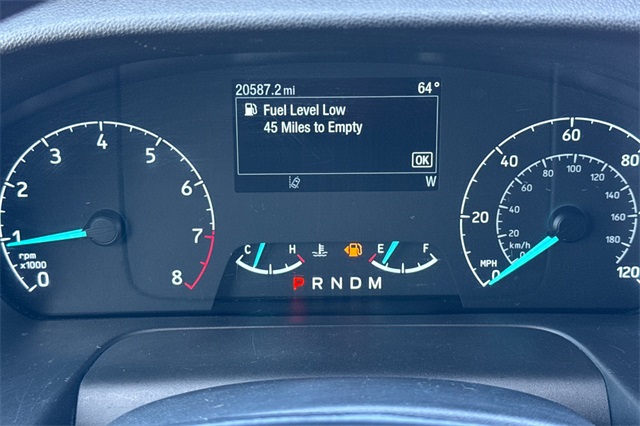 20587.2 mi 64°
Fuel Level Low
45 Miles to Empty
OK
W
0 1 2 3 4 5 6 7 8
rpm
x1000
C H
E F
P R N D M
0 20 40 60 80 100 120
MPH
0 20 40 60 80 100 120 140 160 180
km/h